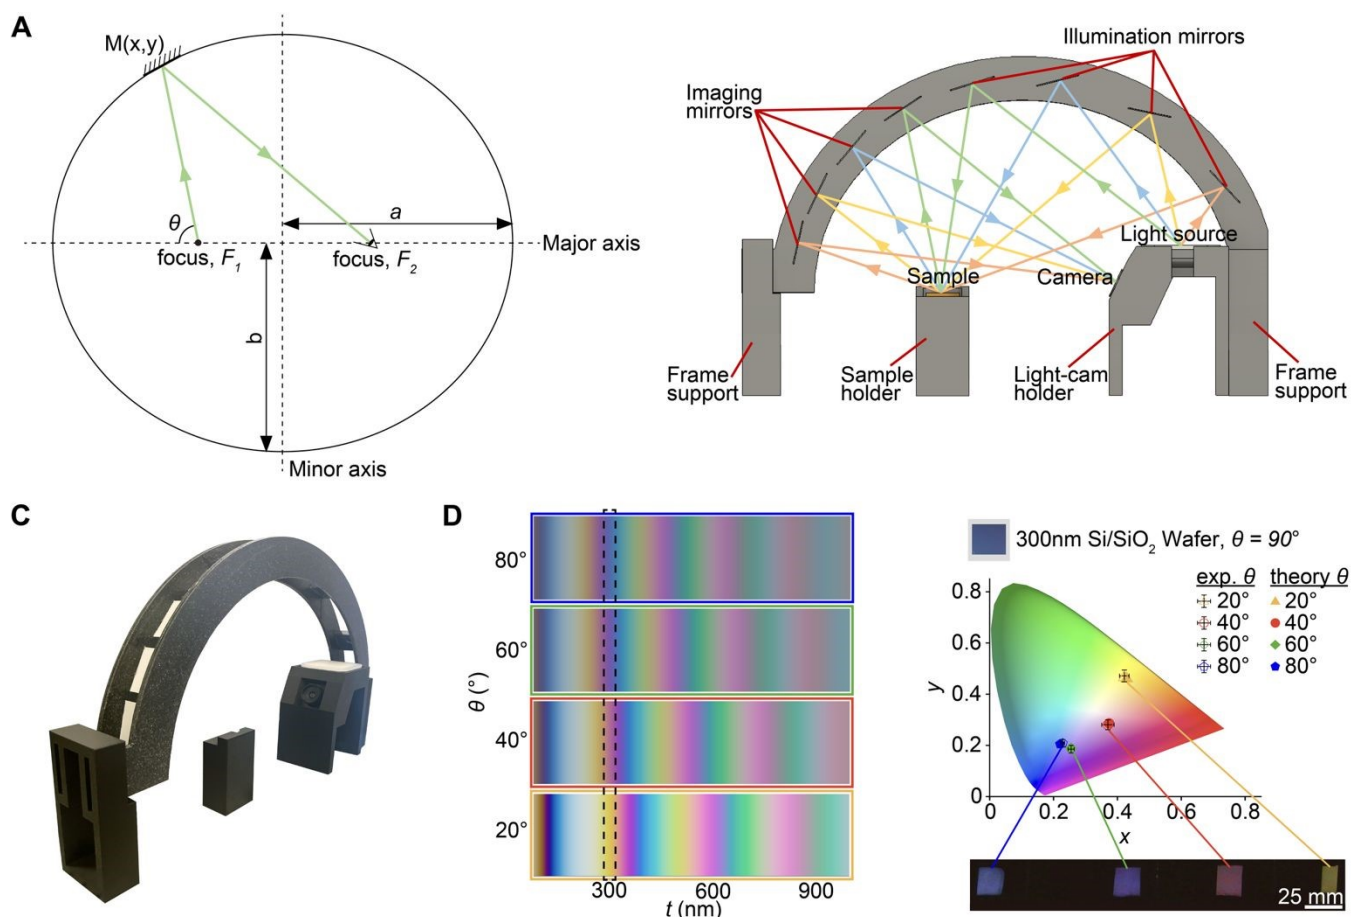 A
M(x,y)
θ
focus, F₁
focus, F₂
a
b
Major axis
Minor axis
Illumination mirrors
Imaging
mirrors
Light source
Sample
Camera
Frame
support
Sample
holder
Light-cam
holder
Frame
support
C
D
θ (°)
80°
60°
40°
20°
300
600
900
t (nm)
300nm Si/SiO₂ Wafer, θ = 90°
exp. θ
theory θ
20°
20°
40°
40°
60°
60°
80°
80°
y
0.8
0.6
0.4
0.2
0
0
0.2
0.4
0.6
0.8
x
25 mm